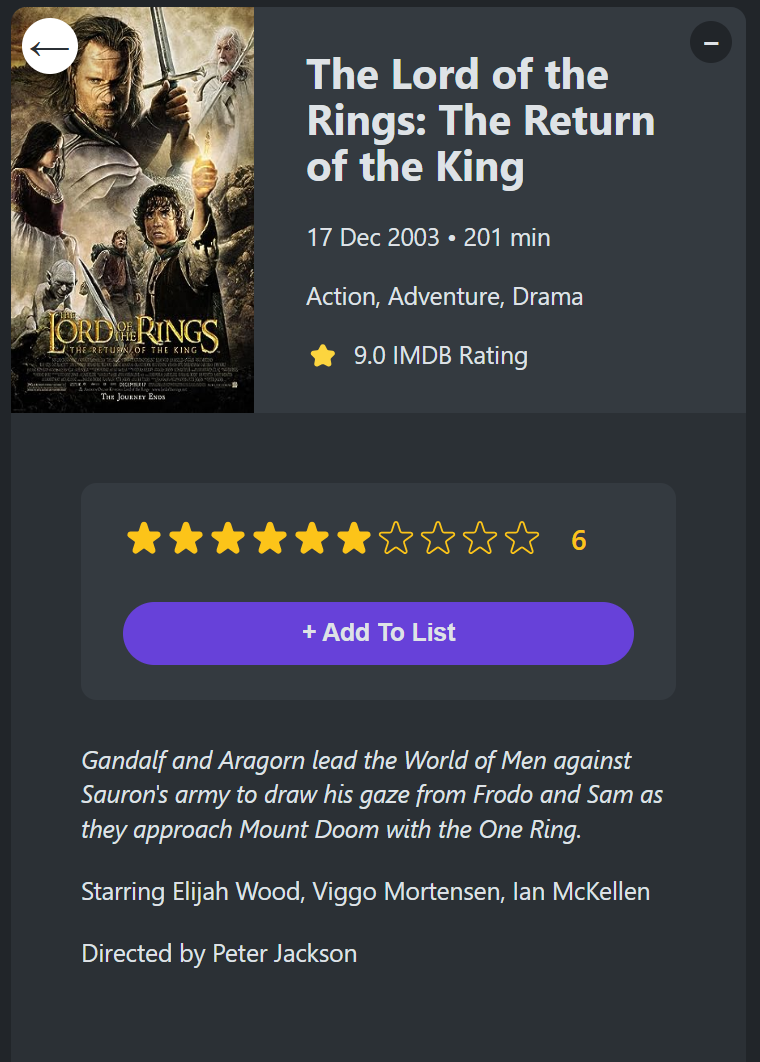 ←
−
The Lord of the
Rings: The Return
of the King
17 Dec 2003 • 201 min
Action, Adventure, Drama
9.0 IMDB Rating
THE
LORD OF THE RINGS
THE RETURN OF THE KING
THE JOURNEY ENDS
6
+ Add To List
Gandalf and Aragorn lead the World of Men against
Sauron's army to draw his gaze from Frodo and Sam as
they approach Mount Doom with the One Ring.
Starring Elijah Wood, Viggo Mortensen, Ian McKellen
Directed by Peter Jackson